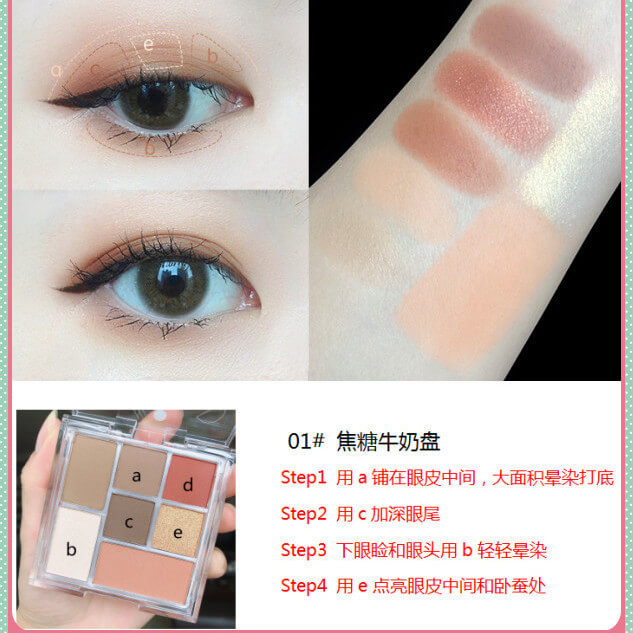 e
a
c
b
b
01# 焦糖牛奶盘
Step1 用 a 铺在眼皮中间，大面积晕染打底
Step2 用 c 加深眼尾
Step3 下眼睑和眼头用 b 轻轻晕染
Step4 用 e 点亮眼皮中间和卧蚕处
a
d
c
e
b